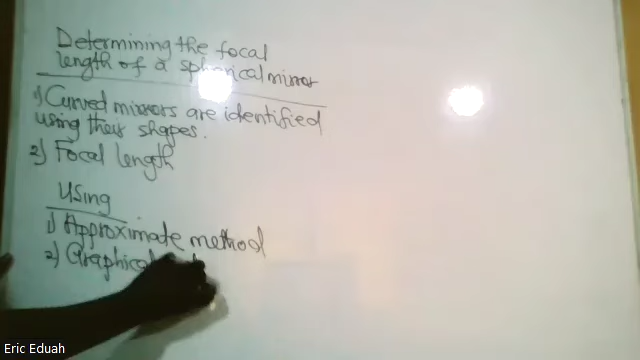 Determining the focal
length of a spherical mirror
1) Curved mirrors are identified
using their shapes.
2) Focal length
Using
1) Approximate method
2) Graphical
Eric Eduah